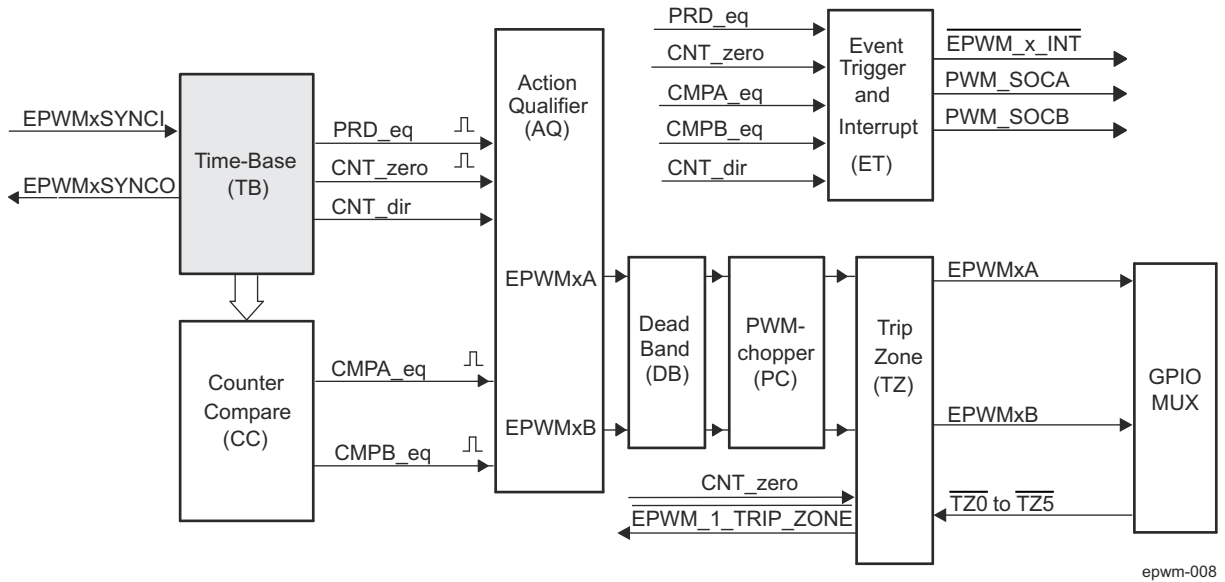 PRD_eq
CNT_zero
CMPA_eq
CMPB_eq
CNT_dir
Event
Trigger
and
Interrupt
(ET)
EPWM_x_INT
PWM_SOCA
PWM_SOCB
EPWMxSYNCI
EPWMxSYNCO
Time-Base
(TB)
PRD_eq
CNT_zero
CNT_dir
Action
Qualifier
(AQ)
EPWMxA
EPWMxB
Counter
Compare
(CC)
CMPA_eq
CMPB_eq
Dead
Band
(DB)
PWM-
chopper
(PC)
Trip
Zone
(TZ)
EPWMxA
EPWMxB
TZ0 to TZ5
GPIO
MUX
CNT_zero
EPWM_1_TRIP_ZONE
epwm-008